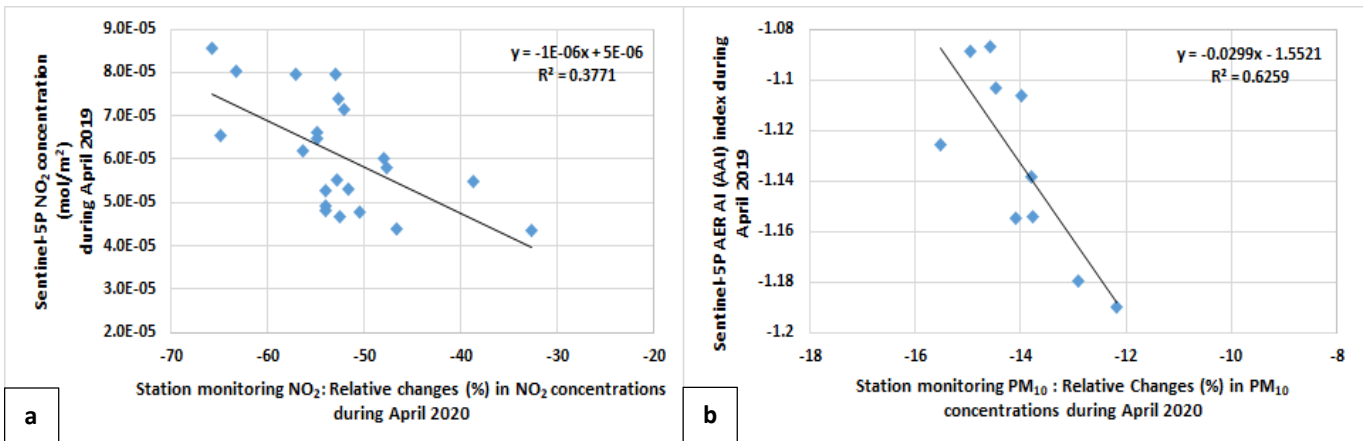 Sentinel-5P NO₂ concentration
(mol/m²)
during April 2019
9.0E-05
8.0E-05
7.0E-05
6.0E-05
5.0E-05
4.0E-05
3.0E-05
2.0E-05
y = -1E-06x + 5E-06
R² = 0.3771
-70
-60
-50
-40
-30
-20
Station monitoring NO₂: Relative changes (%) in NO₂ concentrations
during April 2020
a
Sentinel-5P AER AI (AAI) index during
April 2019
-1.08
-1.1
-1.12
-1.14
-1.16
-1.18
-1.2
y = -0.0299x - 1.5521
R² = 0.6259
-18
-16
-14
-12
-10
-8
Station monitoring PM₁₀ : Relative Changes (%) in PM₁₀
concentrations during April 2020
b